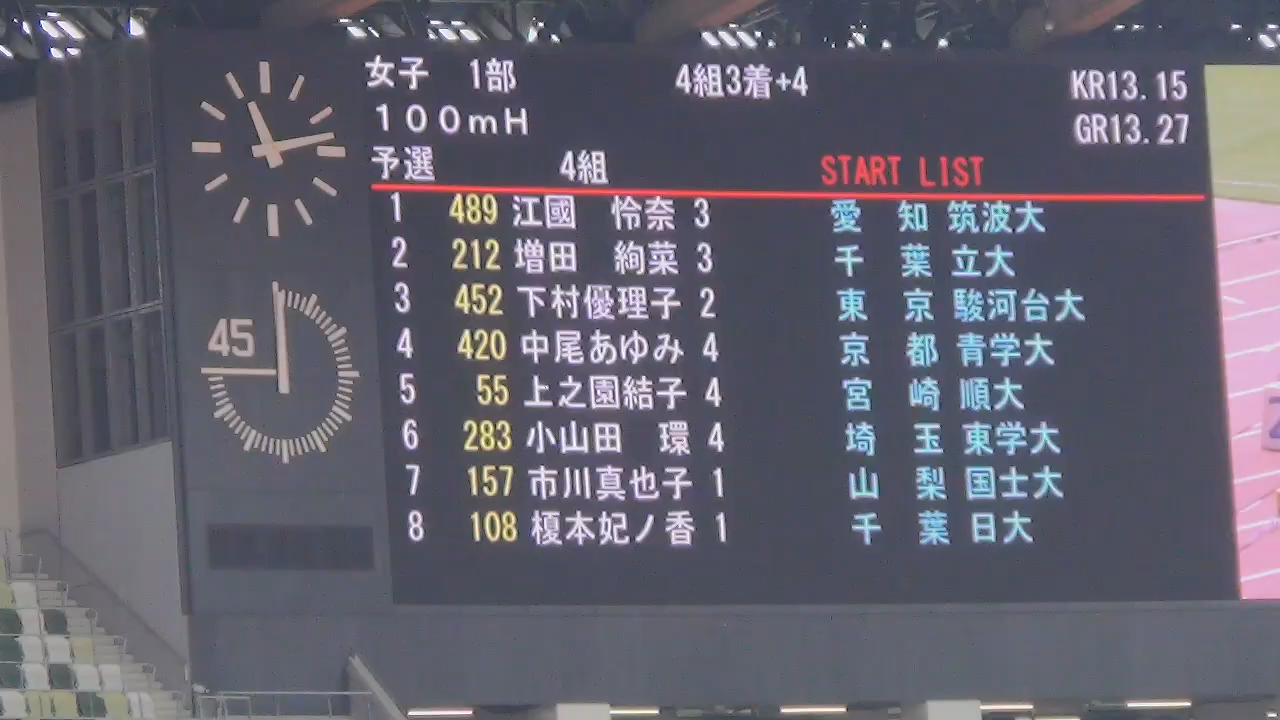 女子 1部 4組3着+4 KR13.15
100mH GR13.27
予選 4組 START LIST
1 489 江國 怜奈 3 愛 知 筑波大
2 212 増田 絢菜 3 千 葉 立大
3 452 下村優理子 2 東 京 駿河台大
4 420 中尾あゆみ 4 京 都 青学大
5 55 上之園結子 4 宮 崎 順大
6 283 小山田 環 4 埼 玉 東学大
7 157 市川真也子 1 山 梨 国士大
8 108 榎本妃ノ香 1 千 葉 日大
45